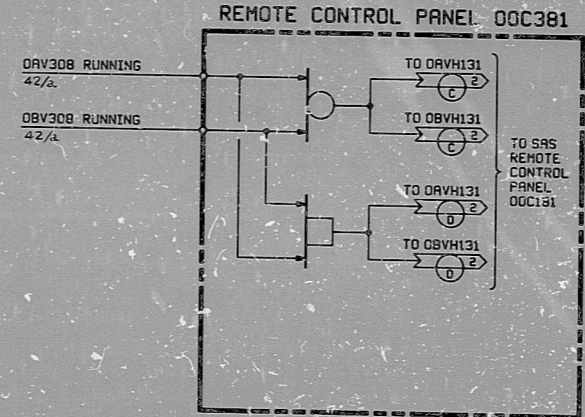 REMOTE CONTROL PANEL 00C381
0AV308 RUNNING
42/a
0BV308 RUNNING
42/a
TO 0AVH131
2
C
TO 0BVH131
2
C
TO 0AVH131
2
D
TO 0BVH131
2
D
TO SAS
REMOTE
CONTROL
PANEL
00C181